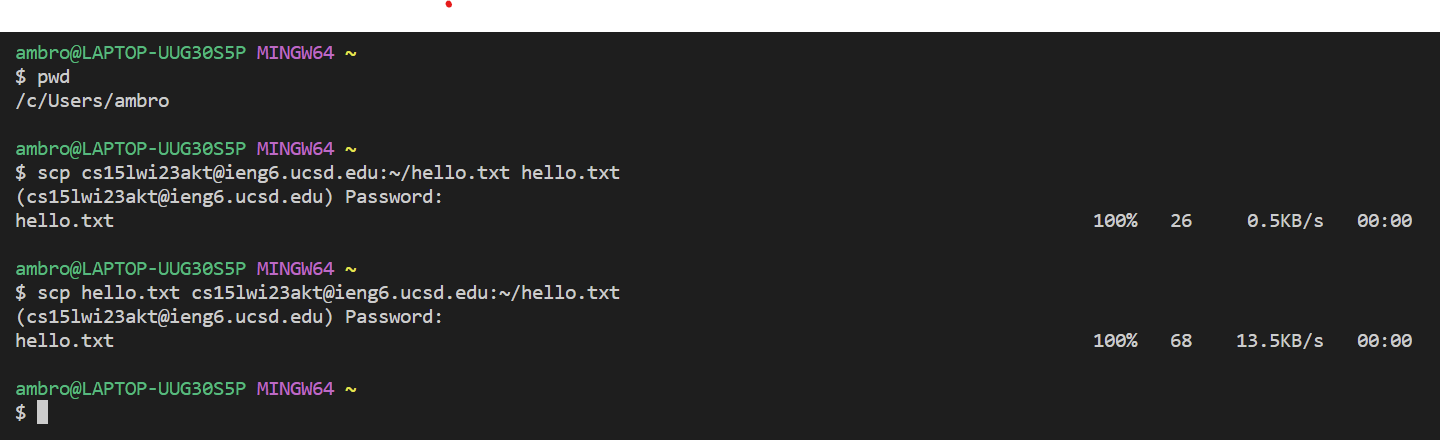 ambro@LAPTOP-UUG30S5P MINGW64 ~
$ pwd
/c/Users/ambro
ambro@LAPTOP-UUG30S5P MINGW64 ~
$ scp cs15lwi23akt@ieng6.ucsd.edu:~/hello.txt hello.txt
(cs15lwi23akt@ieng6.ucsd.edu) Password:
hello.txt 100% 26 0.5KB/s 00:00
ambro@LAPTOP-UUG30S5P MINGW64 ~
$ scp hello.txt cs15lwi23akt@ieng6.ucsd.edu:~/hello.txt
(cs15lwi23akt@ieng6.ucsd.edu) Password:
hello.txt 100% 68 13.5KB/s 00:00
ambro@LAPTOP-UUG30S5P MINGW64 ~
$